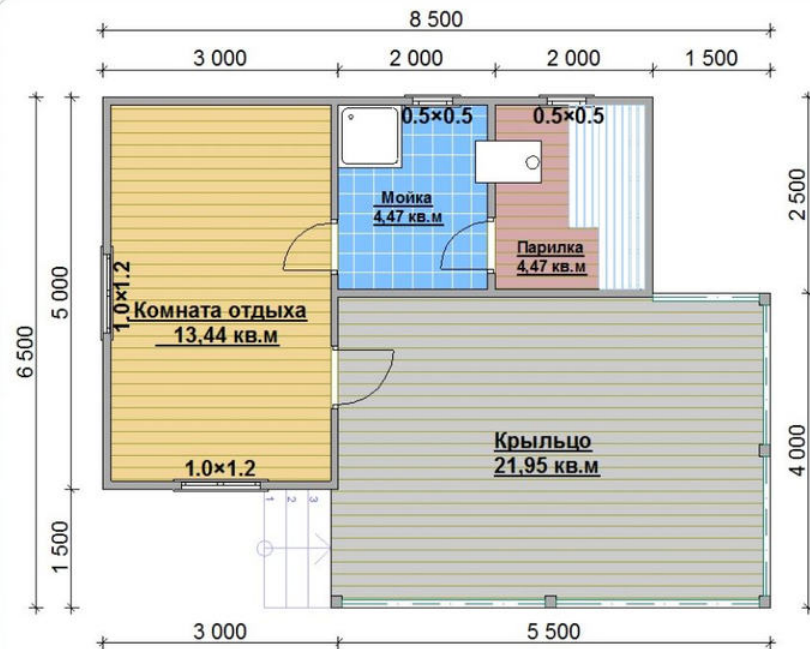 8 500
3 000
2 000
2 000
1 500
0.5×0.5
0.5×0.5
Мойка
4,47 кв.м
Парилка
4,47 кв.м
2 500
5 000
6 500
1.0×1.2
Комната отдыха
13,44 кв.м
Крыльцо
21,95 кв.м
4 000
1.0×1.2
1
2
3
1 500
3 000
5 500